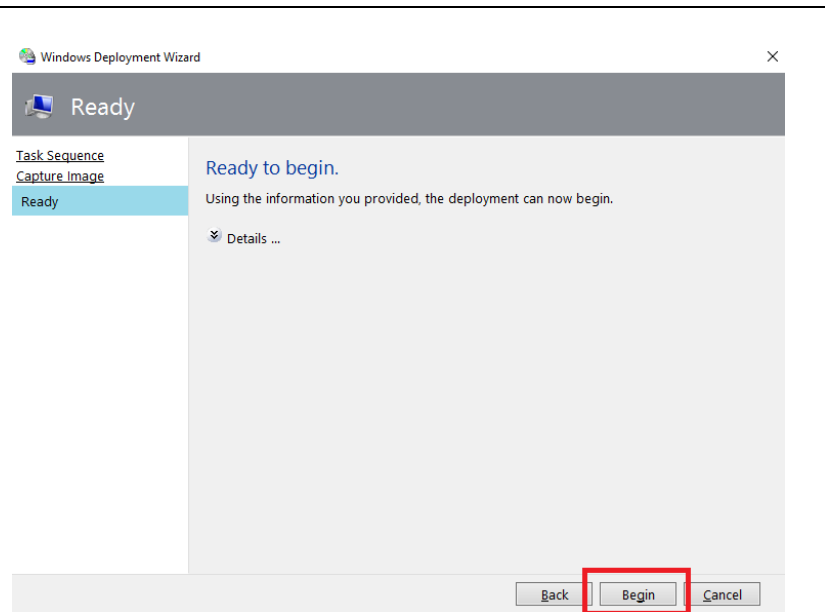 Windows Deployment Wizard
Ready
Task Sequence
Capture Image
Ready
Ready to begin.
Using the information you provided, the deployment can now begin.
Details ...
Back
Begin
Cancel